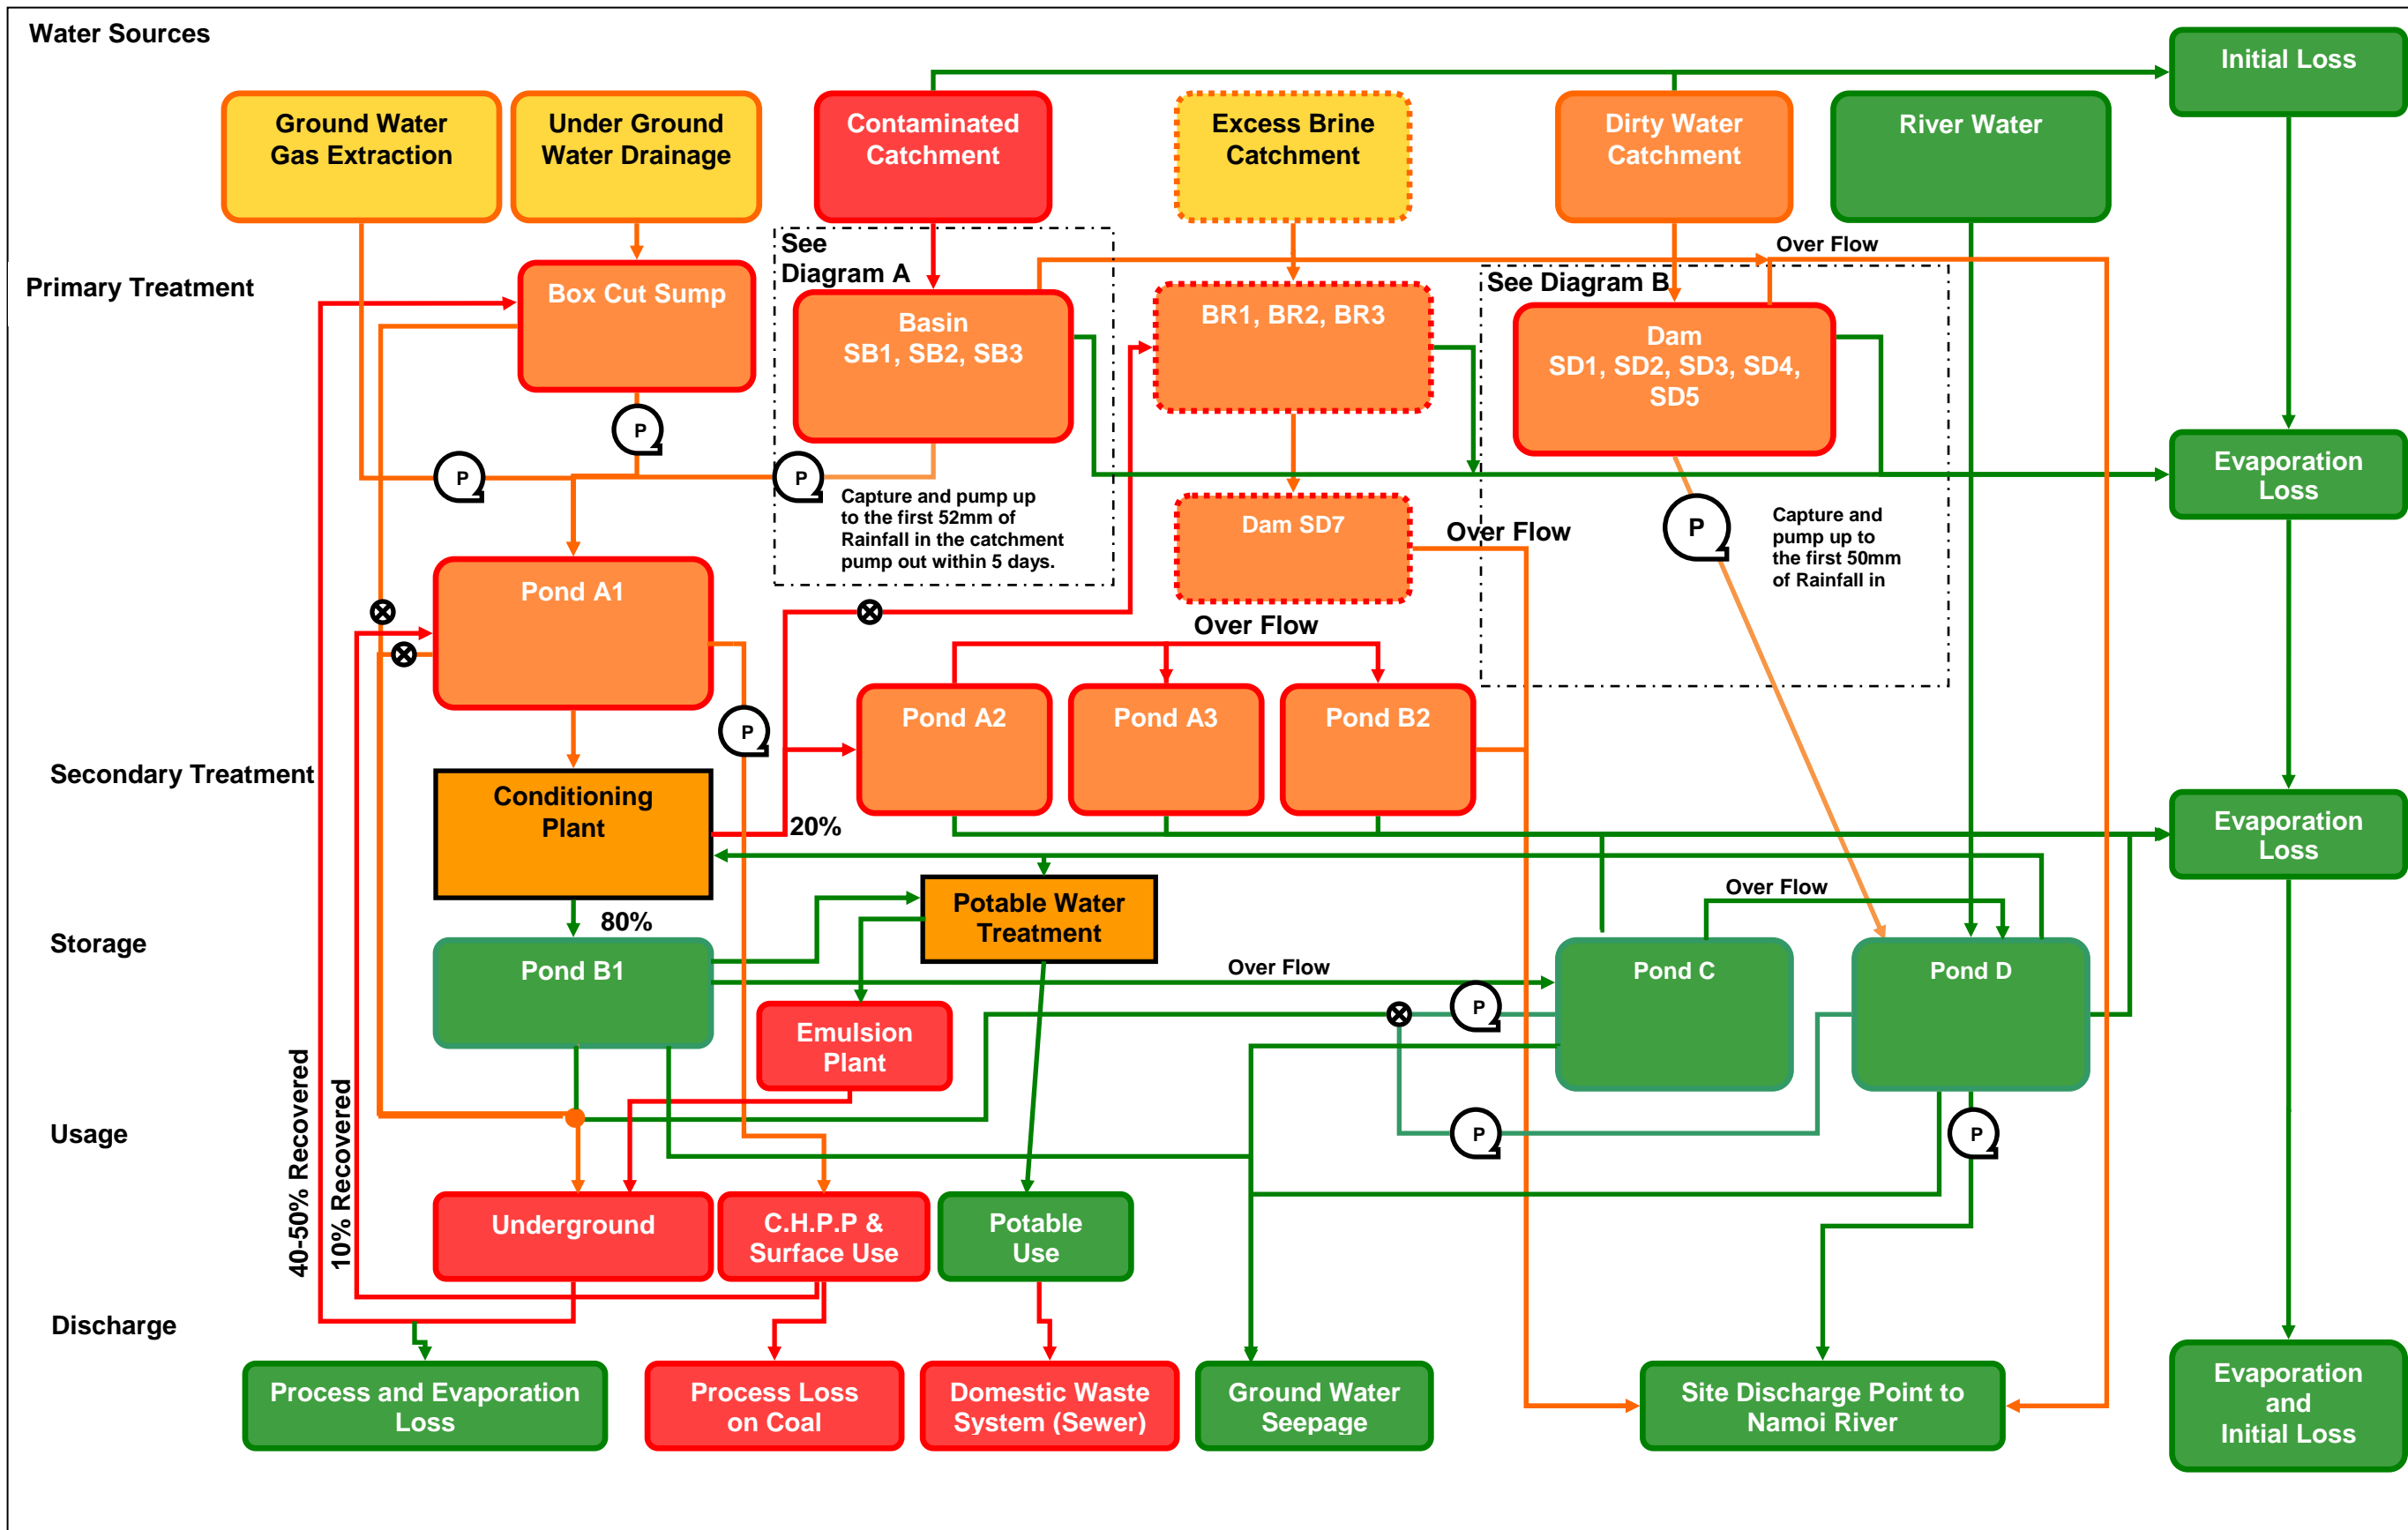 Water Sources
Initial Loss
Ground Water
Gas Extraction
Under Ground
Water Drainage
Contaminated
Catchment
Excess Brine
Catchment
Dirty Water
Catchment
River Water
See
Diagram A
Over Flow
Primary Treatment
Box Cut Sump
Basin
SB1, SB2, SB3
BR1, BR2, BR3
See Diagram B
Dam
SD1, SD2, SD3, SD4,
SD5
P
P
P
Evaporation
Loss
Capture and pump up
to the first 52mm of
Rainfall in the catchment
pump out within 5 days.
Dam SD7
Over Flow
P
Capture and
pump up to
the first 50mm
of Rainfall in
Pond A1
Over Flow
Pond A2
Pond A3
Pond B2
P
Secondary Treatment
Conditioning
Plant
20%
Evaporation
Loss
80%
Potable Water
Treatment
Over Flow
Storage
Pond B1
Over Flow
Pond C
Pond D
P
Emulsion
Plant
40-50% Recovered
10% Recovered
Usage
P
P
Underground
C.H.P.P &
Surface Use
Potable
Use
Discharge
Process and Evaporation
Loss
Process Loss
on Coal
Domestic Waste
System (Sewer)
Ground Water
Seepage
Site Discharge Point to
Namoi River
Evaporation
and
Initial Loss